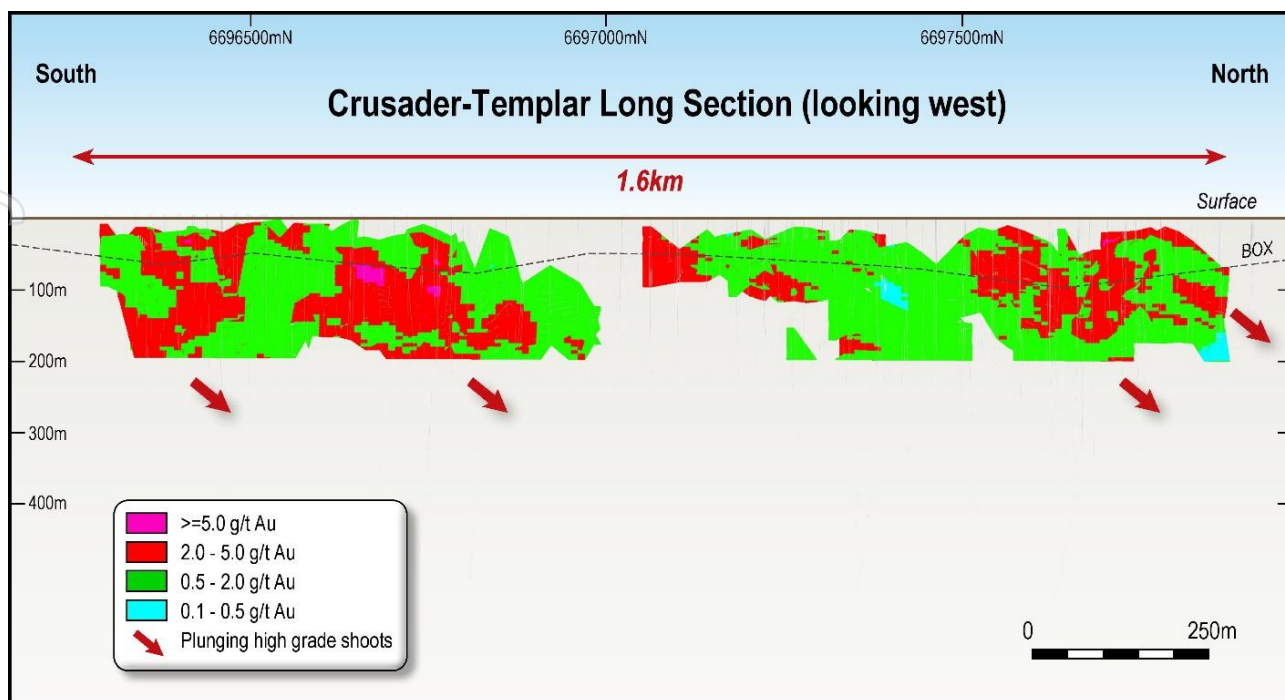 6696500mN 6697000mN 6697500mN
South North
Crusader-Templar Long Section (looking west)
1.6km
Surface
BOX
100m
200m
300m
400m
>=5.0 g/t Au
2.0 - 5.0 g/t Au
0.5 - 2.0 g/t Au
0.1 - 0.5 g/t Au
Plunging high grade shoots
0 250m